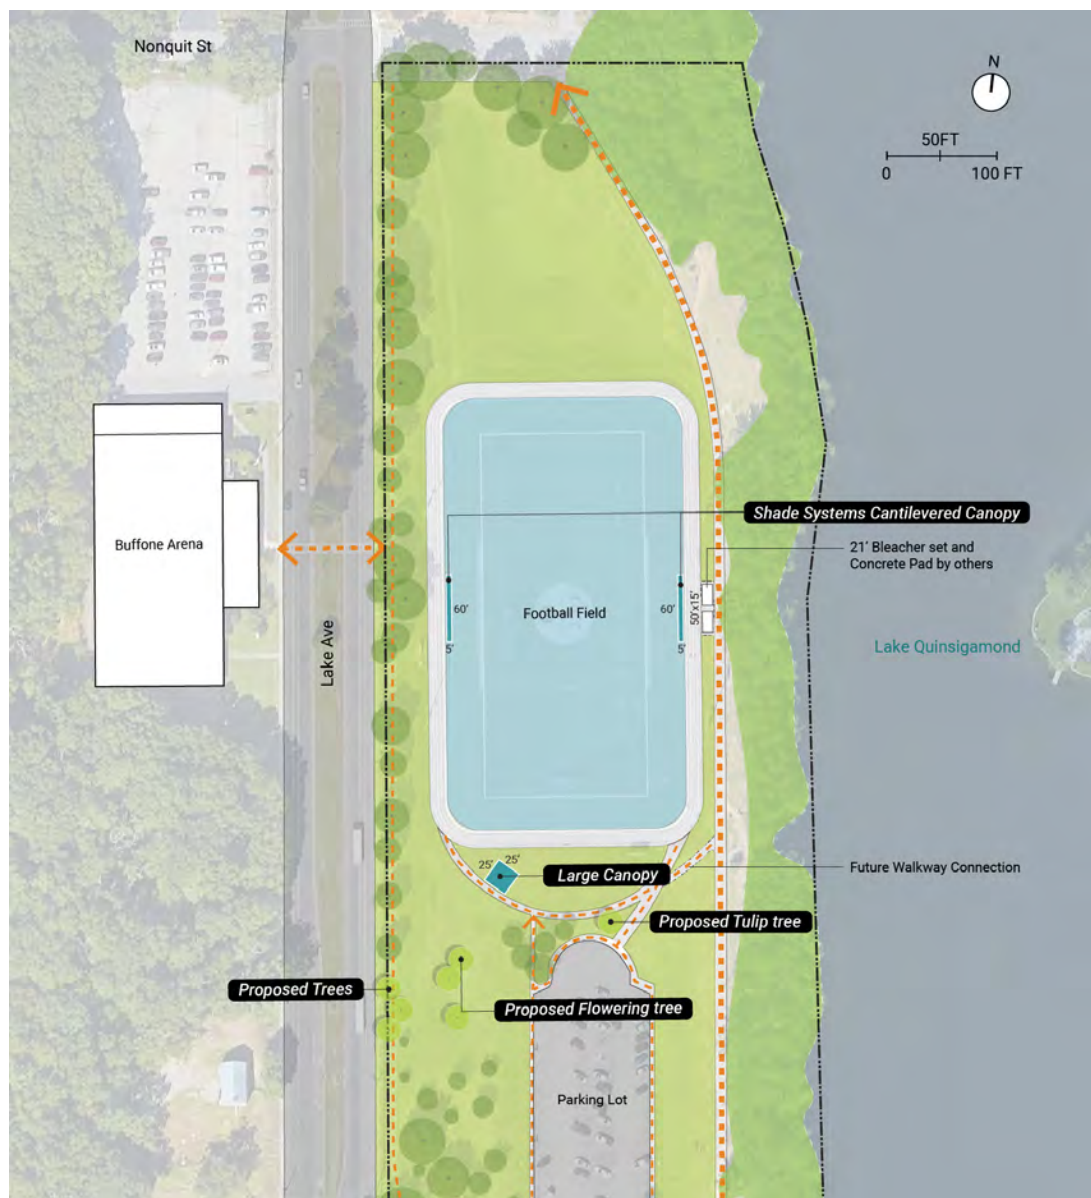 Nonquit St
N
50FT
0
100 FT
Shade Systems Cantilevered Canopy
21' Bleacher set and
Concrete Pad by others
Buffone Arena
Lake Ave
60'
5'
Football Field
60'
5'
50'x15'
Lake Quinsigamond
25'
25'
Large Canopy
Future Walkway Connection
Proposed Tulip tree
Proposed Trees
Proposed Flowering tree
Parking Lot